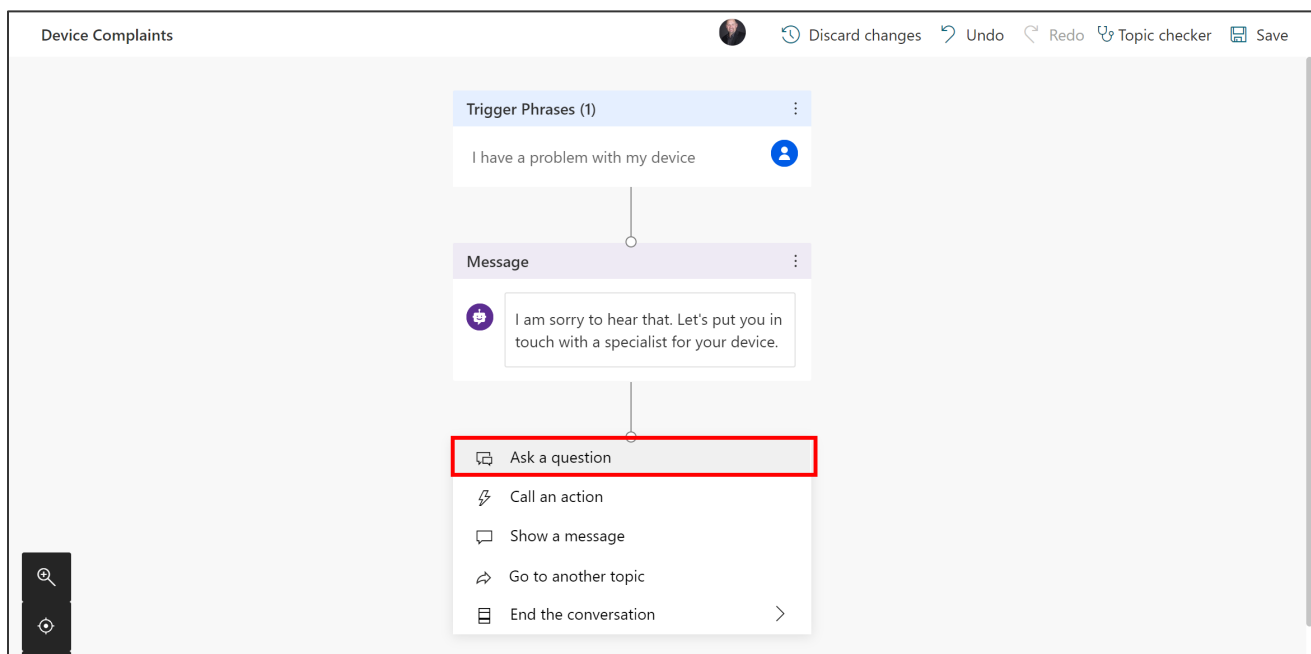 Device Complaints
Discard changes
Undo
Redo
Topic checker
Save
Trigger Phrases (1)
I have a problem with my device
Message
I am sorry to hear that. Let's put you in
touch with a specialist for your device.
Ask a question
Call an action
Show a message
Go to another topic
End the conversation